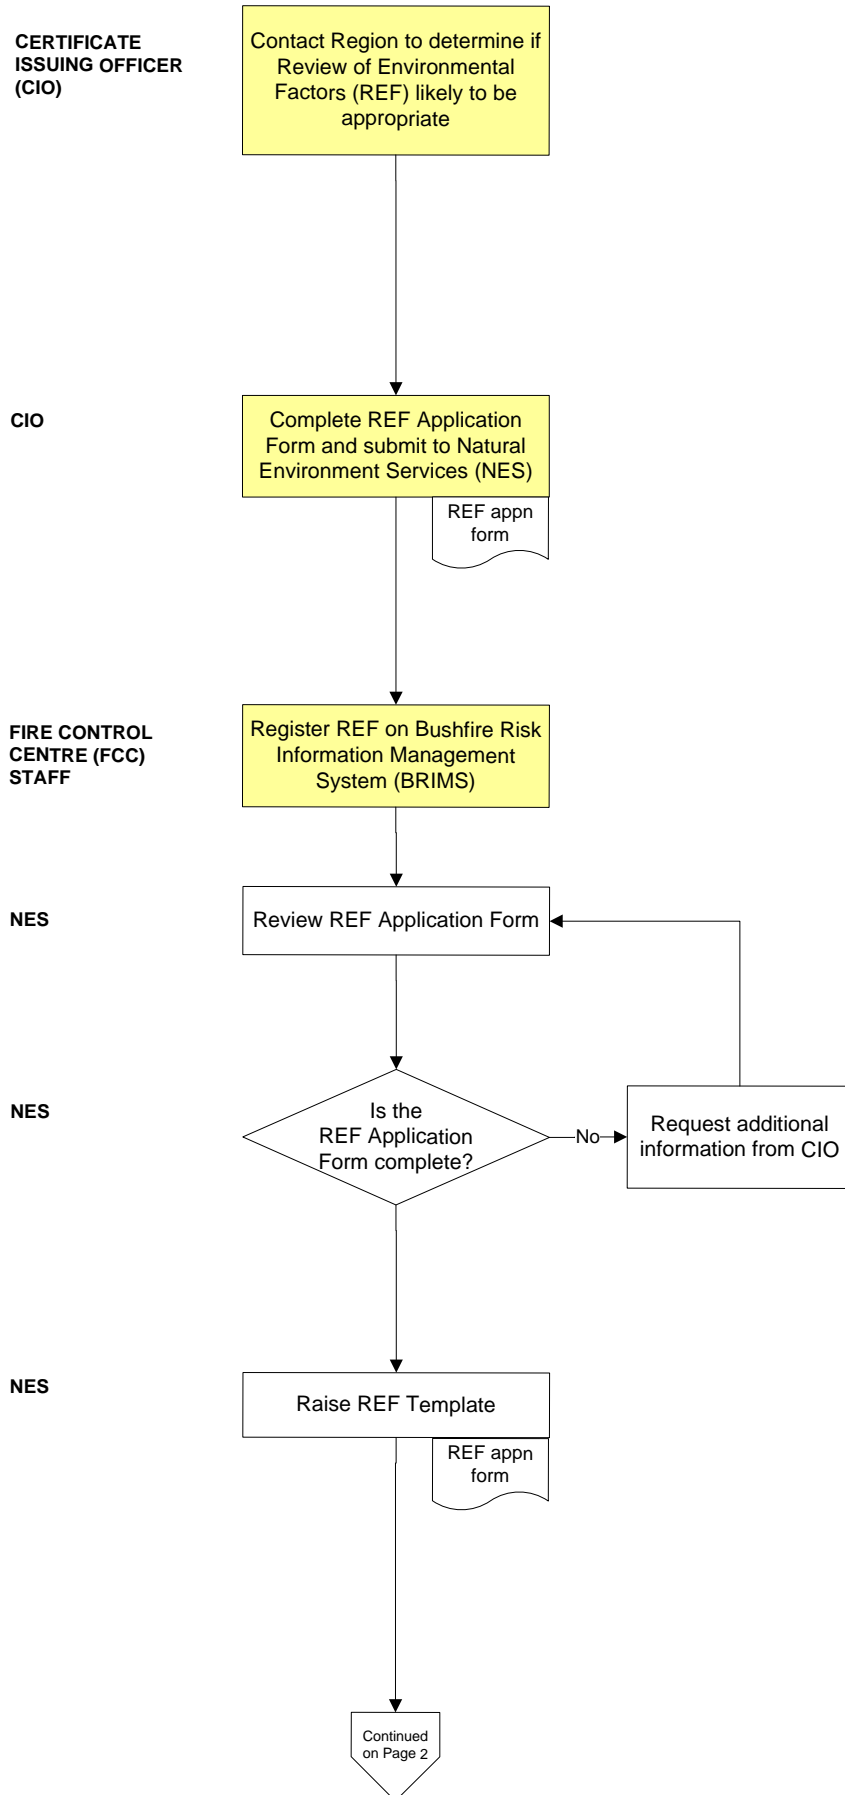 CERTIFICATE
ISSUING OFFICER
(CIO)
Contact Region to determine if
Review of Environmental
Factors (REF) likely to be
appropriate
CIO
Complete REF Application
Form and submit to Natural
Environment Services (NES)
REF appn
form
FIRE CONTROL
CENTRE (FCC)
STAFF
Register REF on Bushfire Risk
Information Management
System (BRIMS)
NES
Review REF Application Form
NES
Is the
REF Application
Form complete?
No
Request additional
information from CIO
NES
Raise REF Template
REF appn
form
Continued
on Page 2